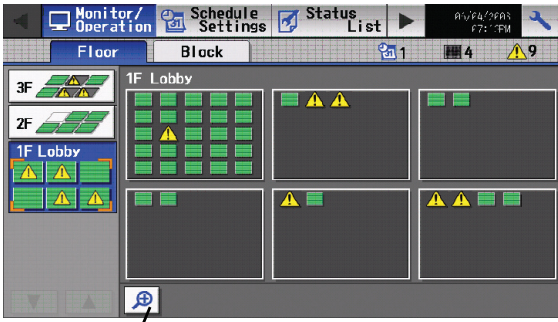 Monitor/ Operation
Schedule Settings
Status List
Floor
Block
1
4
9
3F
2F
1F Lobby
1F Lobby